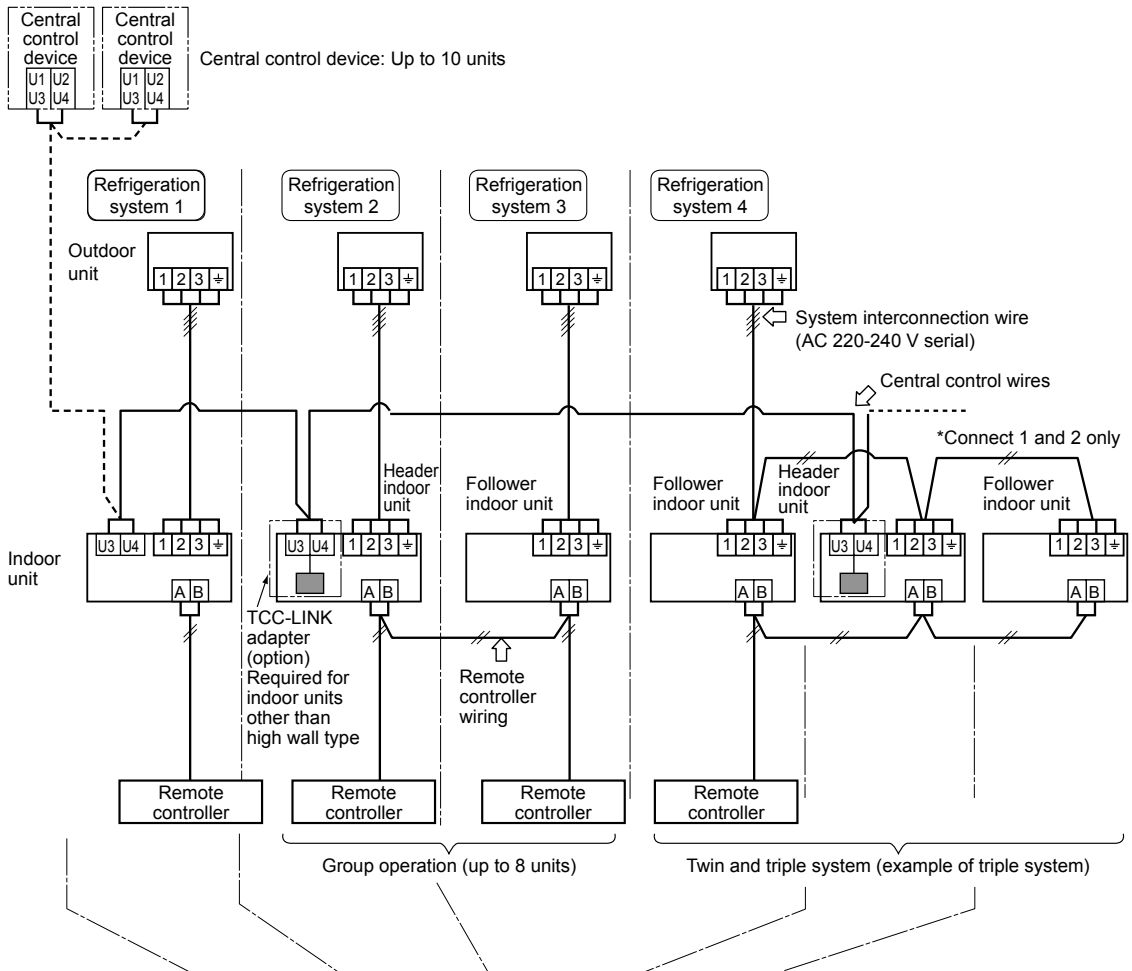 Central
control
device
U1 U2
U3 U4
Central
control
device
U1 U2
U3 U4
Central control device: Up to 10 units
Refrigeration
system 1
Refrigeration
system 2
Refrigeration
system 3
Refrigeration
system 4
Outdoor
unit
1 2 3 ⏚
1 2 3 ⏚
1 2 3 ⏚
1 2 3 ⏚
System interconnection wire
(AC 220-240 V serial)
Central control wires
*Connect 1 and 2 only
Header
indoor
unit
Follower
indoor unit
Follower
indoor unit
Header
indoor
unit
Follower
indoor unit
Indoor
unit
U3 U4 1 2 3 ⏚
A B
U3 U4 1 2 3 ⏚
A B
1 2 3 ⏚
A B
1 2 3 ⏚
A B
U3 U4 1 2 3 ⏚
A B
1 2 3 ⏚
A B
TCC-LINK
adapter
(option)
Required for
indoor units
other than
high wall type
Remote
controller
wiring
Remote
controller
Remote
controller
Remote
controller
Remote
controller
Group operation (up to 8 units)
Twin and triple system (example of triple system)